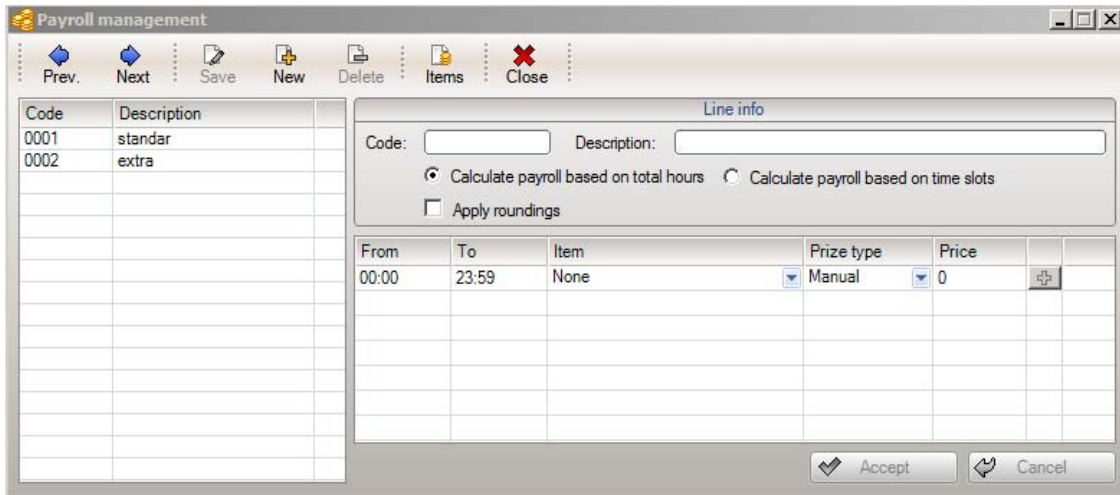 Payroll management
Prev. Next Save New Delete Items Close
Code Description
0001 standar
0002 extra
Line info
Code: Description:
Calculate payroll based on total hours Calculate payroll based on time slots
Apply roundings
From To Item Prize type Price
00:00 23:59 None Manual 0
Accept Cancel